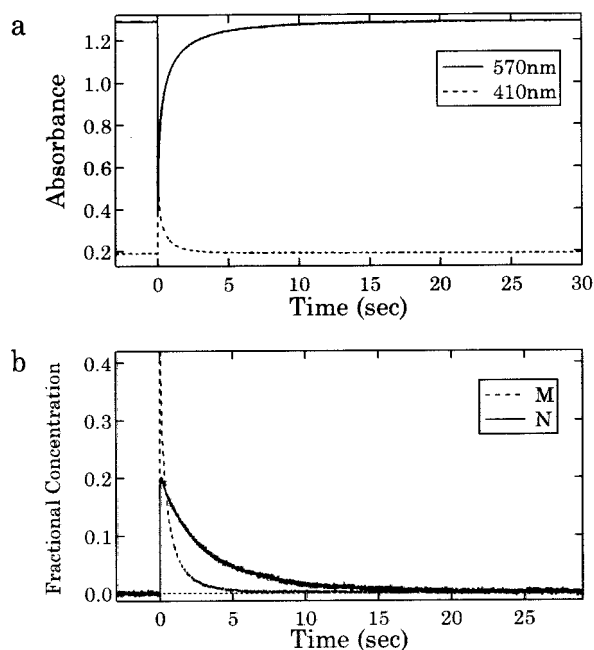 a
Absorbance
1.2
1.0
0.8
0.6
0.4
0.2
570nm
410nm
0 5 10 15 20 25 30
Time (sec)
b
Fractional Concentration
0.4
0.3
0.2
0.1
0.0
M
N
0 5 10 15 20 25
Time (sec)